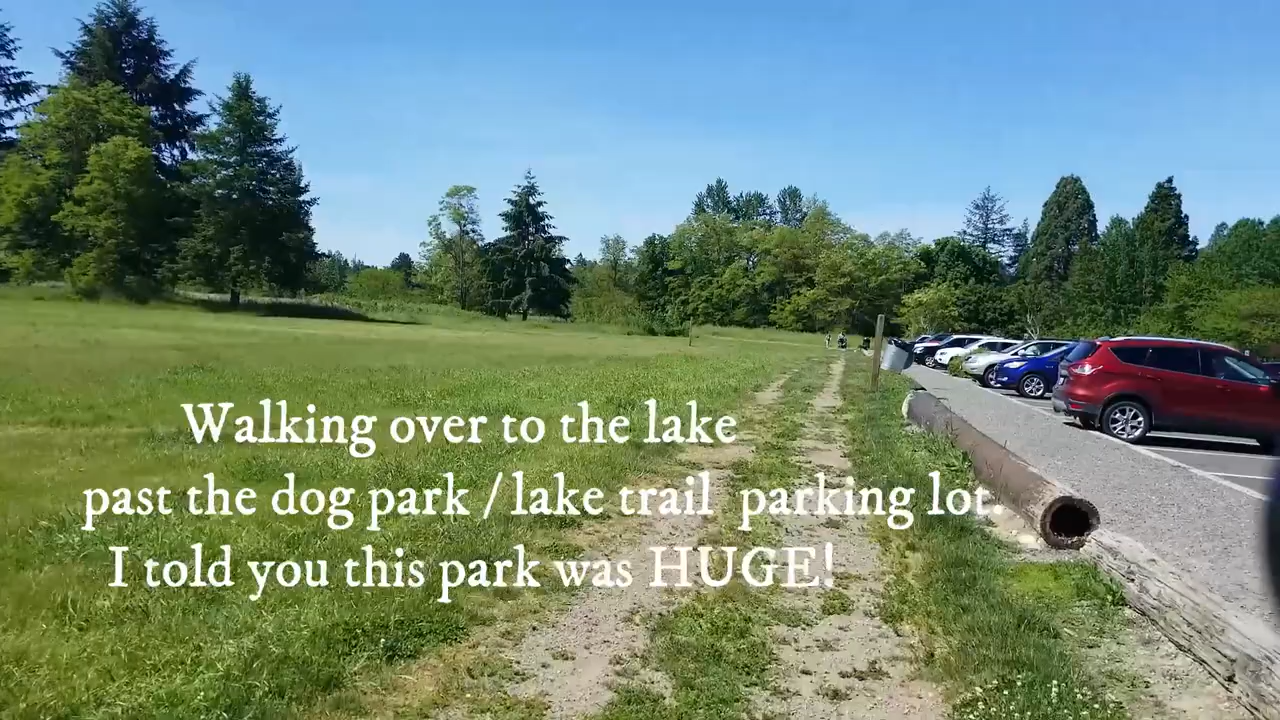 Walking over to the lake
past the dog park / lake trail parking lot.
I told you this park was HUGE!